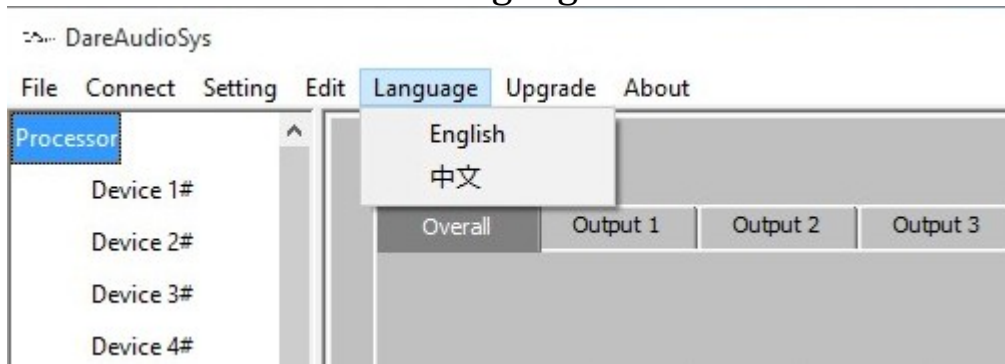 DareAudioSys
File Connect Setting Edit Language Upgrade About
Processor
English
中文
Device 1#
Overall Output 1 Output 2 Output 3
Device 2#
Device 3#
Device 4#